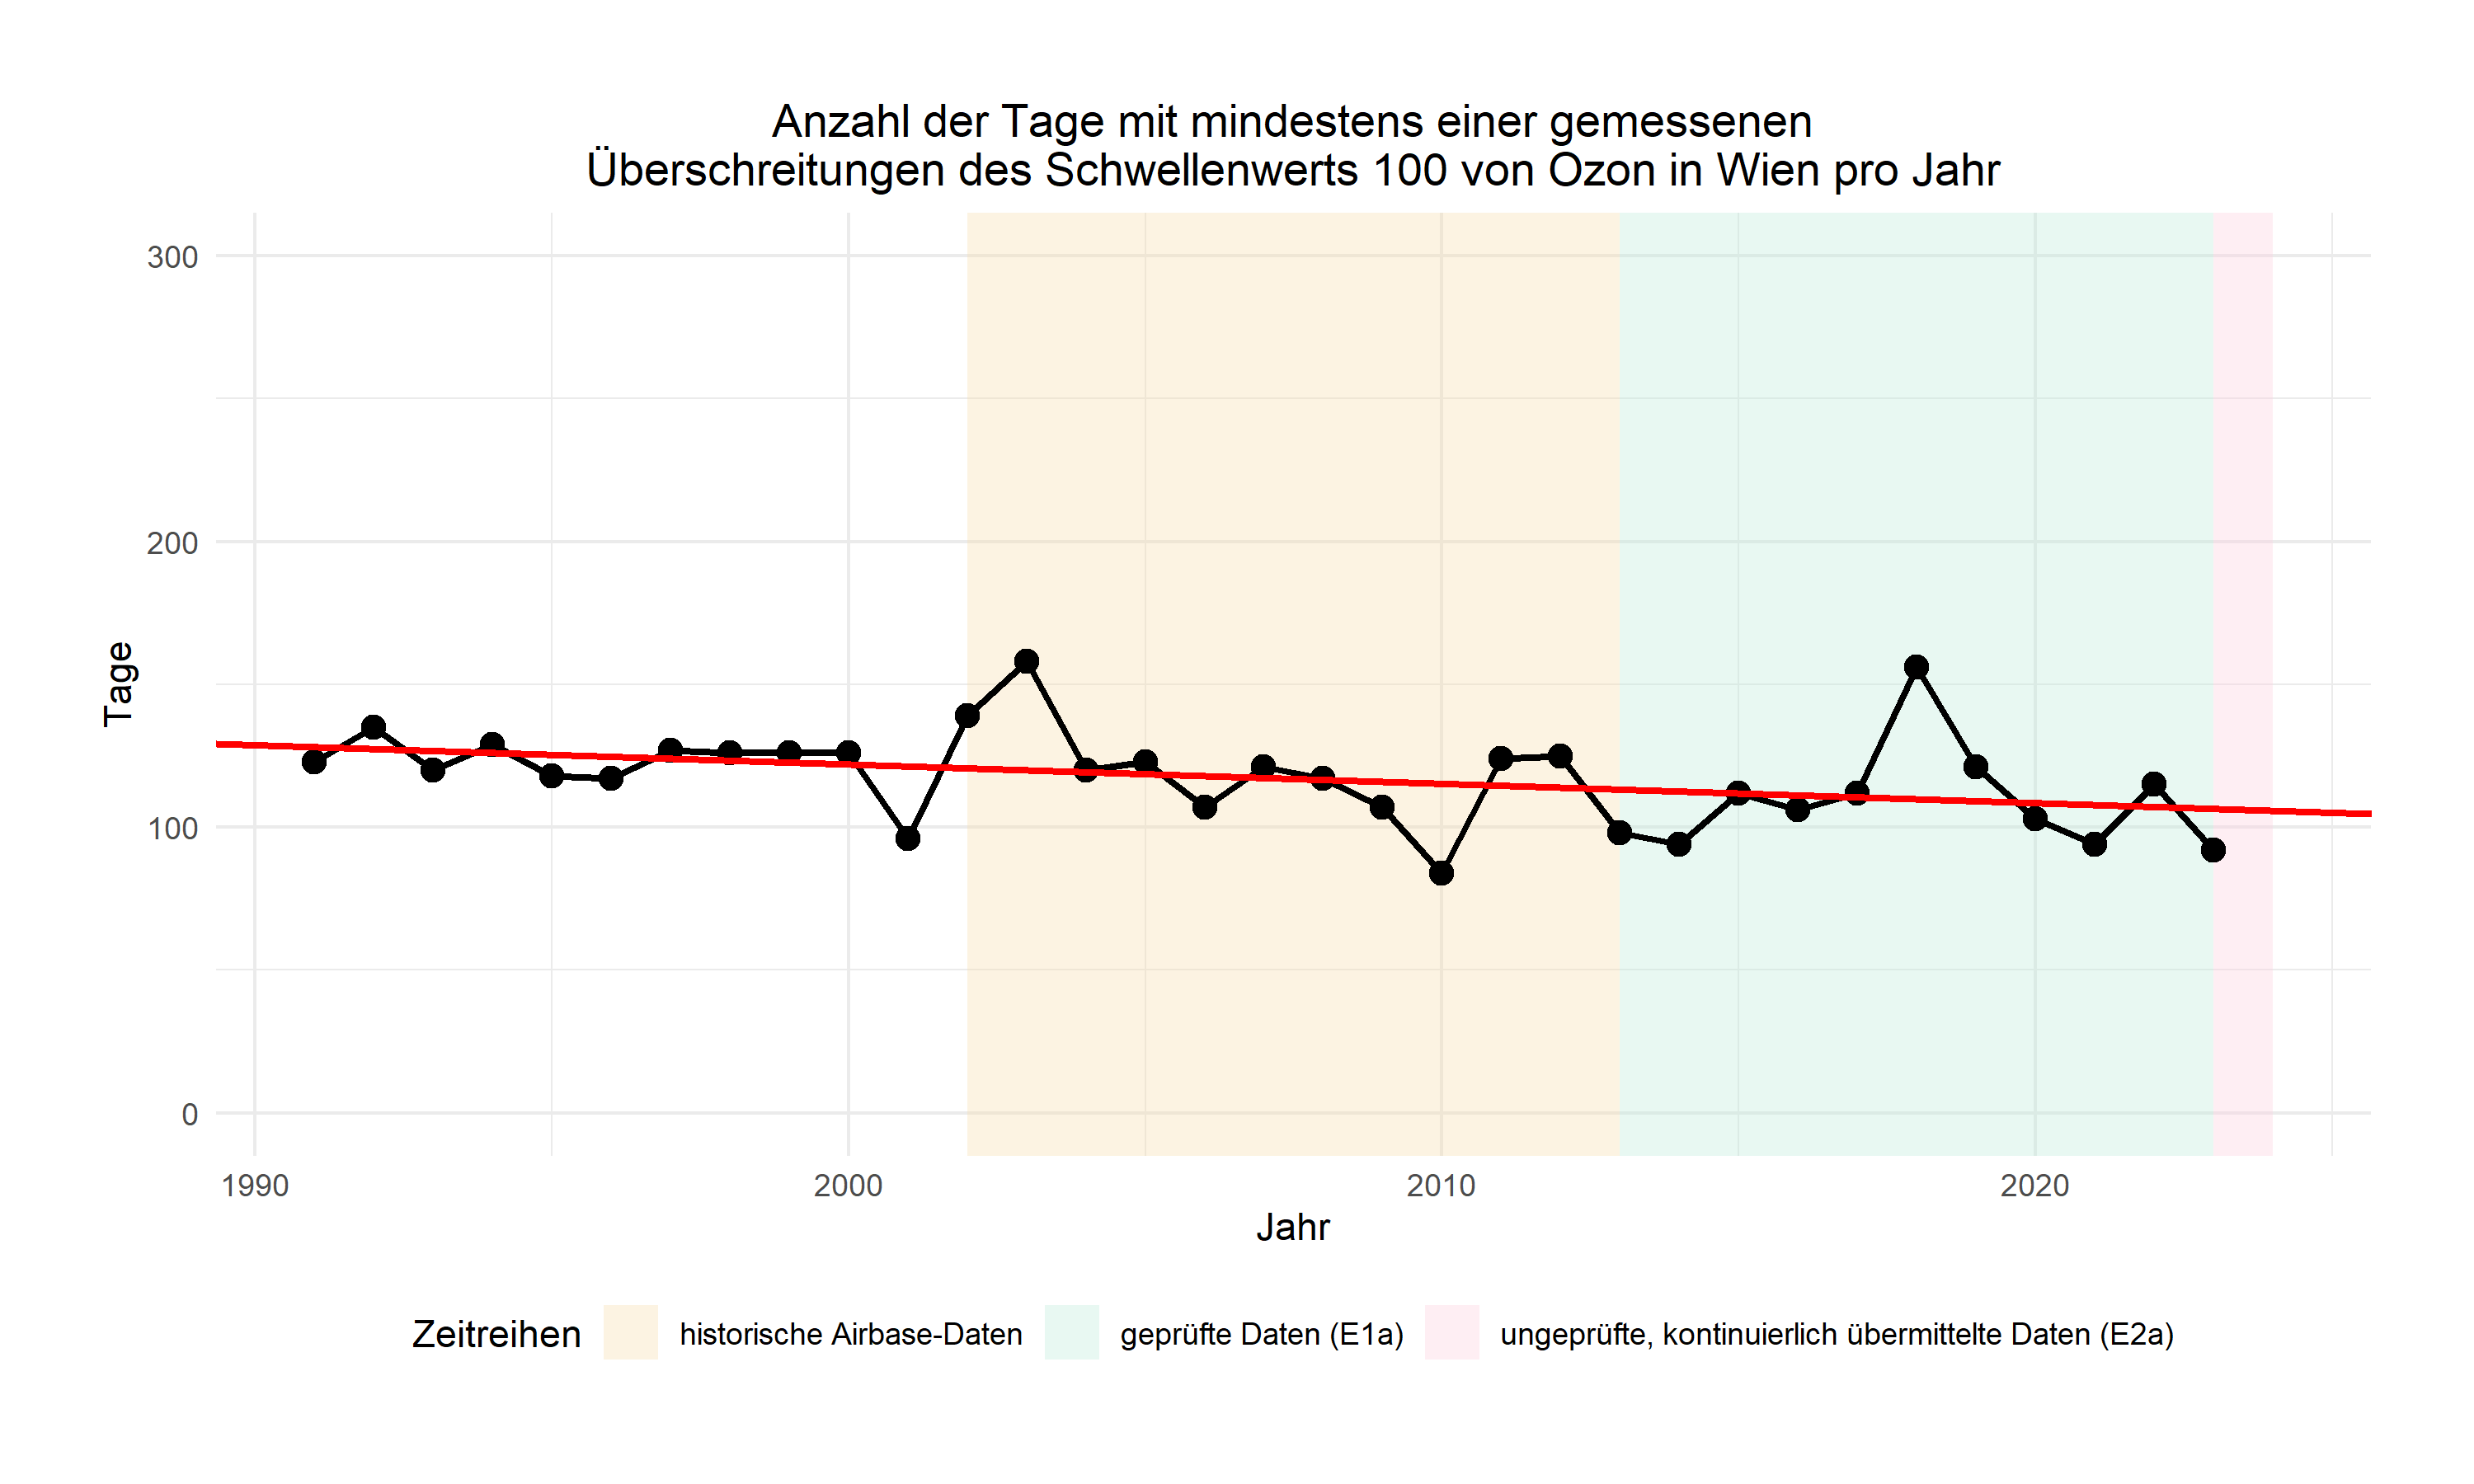 Anzahl der Tage mit mindestens einer gemessenen
Überschreitungen des Schwellenwerts 100 von Ozon in Wien pro Jahr
300
200
100
0
Tage
1990 2000 2010 2020
Jahr
Zeitreihen historische Airbase-Daten geprüfte Daten (E1a) ungeprüfte, kontinuierlich übermittelte Daten (E2a)